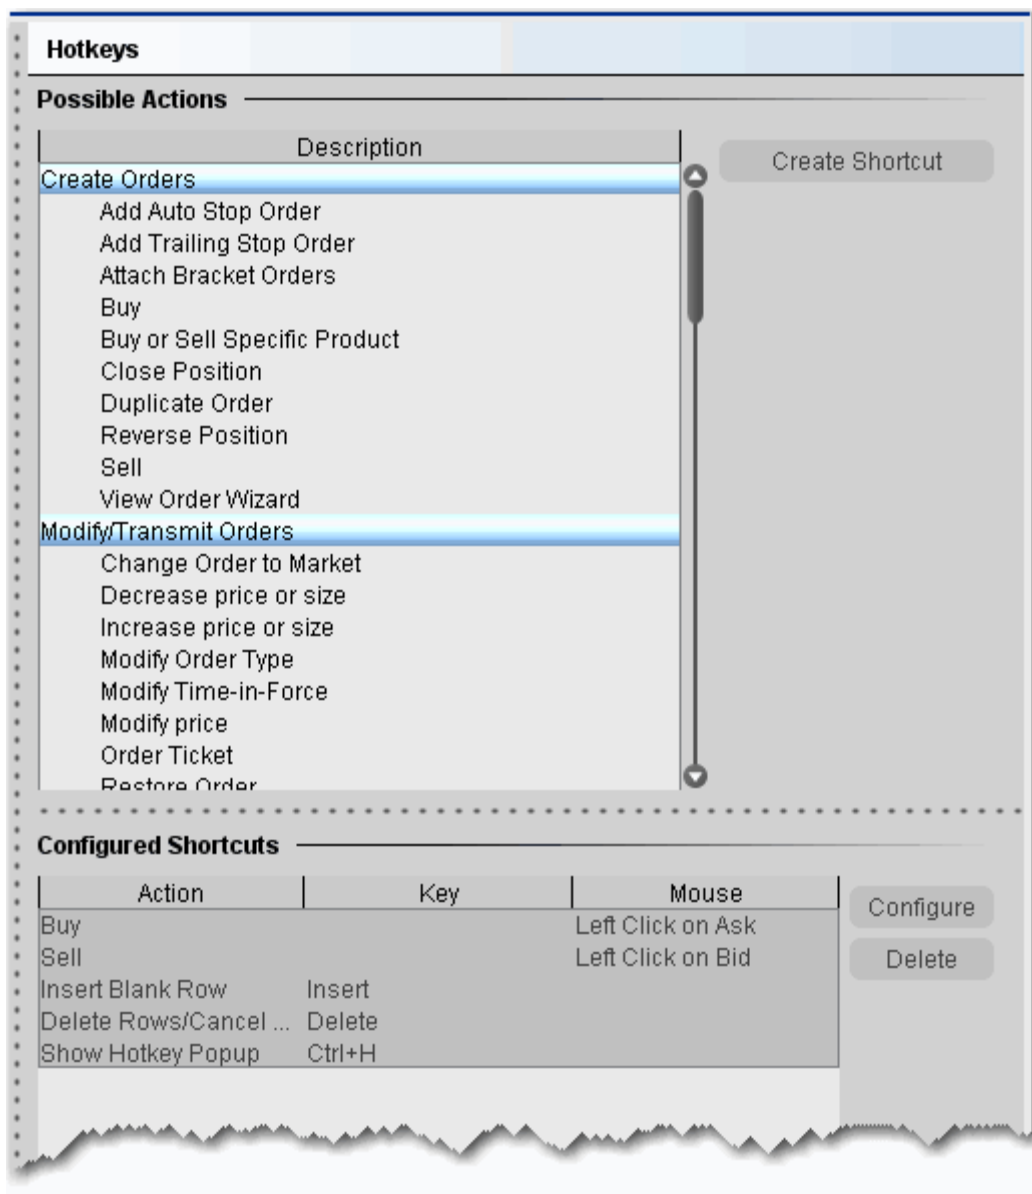 Hotkeys
Possible Actions
Description
Create Shortcut
Create Orders
Add Auto Stop Order
Add Trailing Stop Order
Attach Bracket Orders
Buy
Buy or Sell Specific Product
Close Position
Duplicate Order
Reverse Position
Sell
View Order Wizard
Modify/Transmit Orders
Change Order to Market
Decrease price or size
Increase price or size
Modify Order Type
Modify Time-in-Force
Modify price
Order Ticket
Restore Order
Configured Shortcuts
Action Key Mouse
Configure
Buy Left Click on Ask
Sell Left Click on Bid
Delete
Insert Blank Row Insert
Delete Rows/Cancel ... Delete
Show Hotkey Popup Ctrl+H